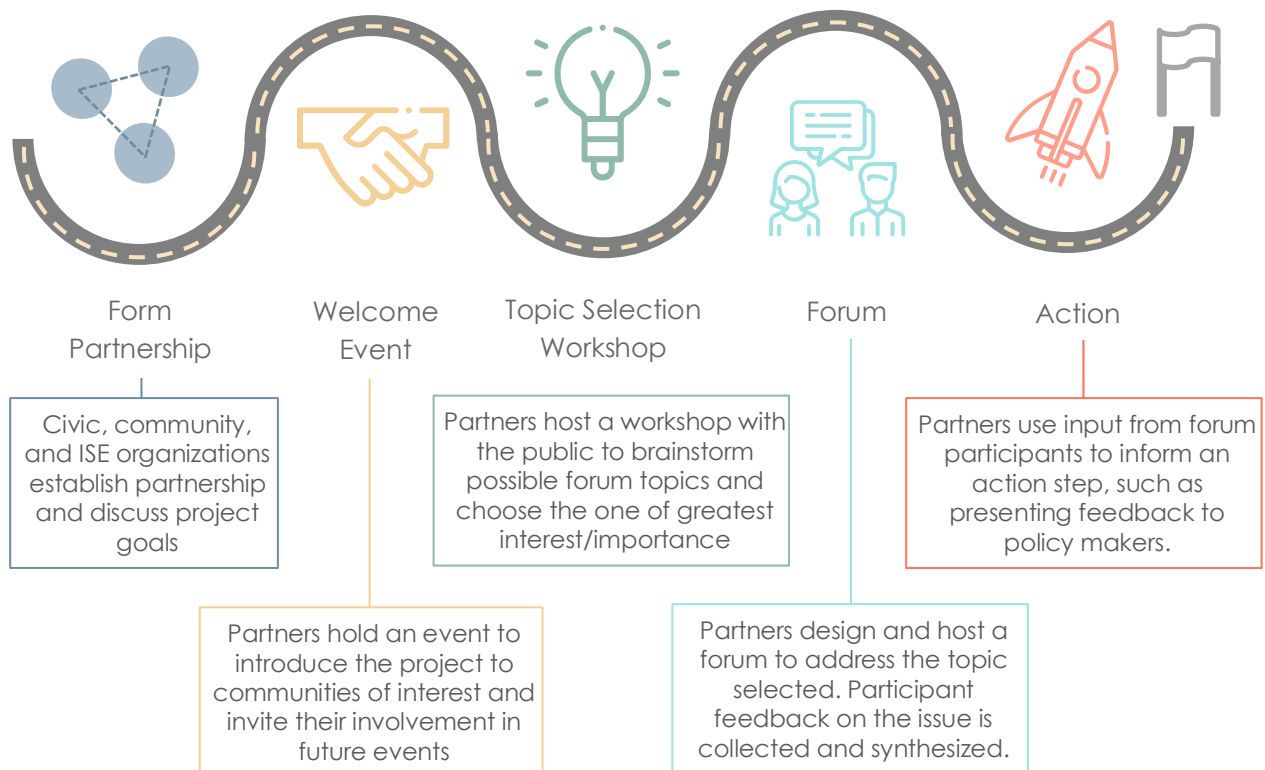 Form
Partnership
Welcome
Event
Topic Selection
Workshop
Forum
Action
Civic, community,
and ISE organizations
establish partnership
and discuss project
goals
Partners hold an event to
introduce the project to
communities of interest and
invite their involvement in
future events
Partners host a workshop with
the public to brainstorm
possible forum topics and
choose the one of greatest
interest/importance
Partners design and host a
forum to address the topic
selected. Participant
feedback on the issue is
collected and synthesized.
Partners use input from forum
participants to inform an
action step, such as
presenting feedback to
policy makers.